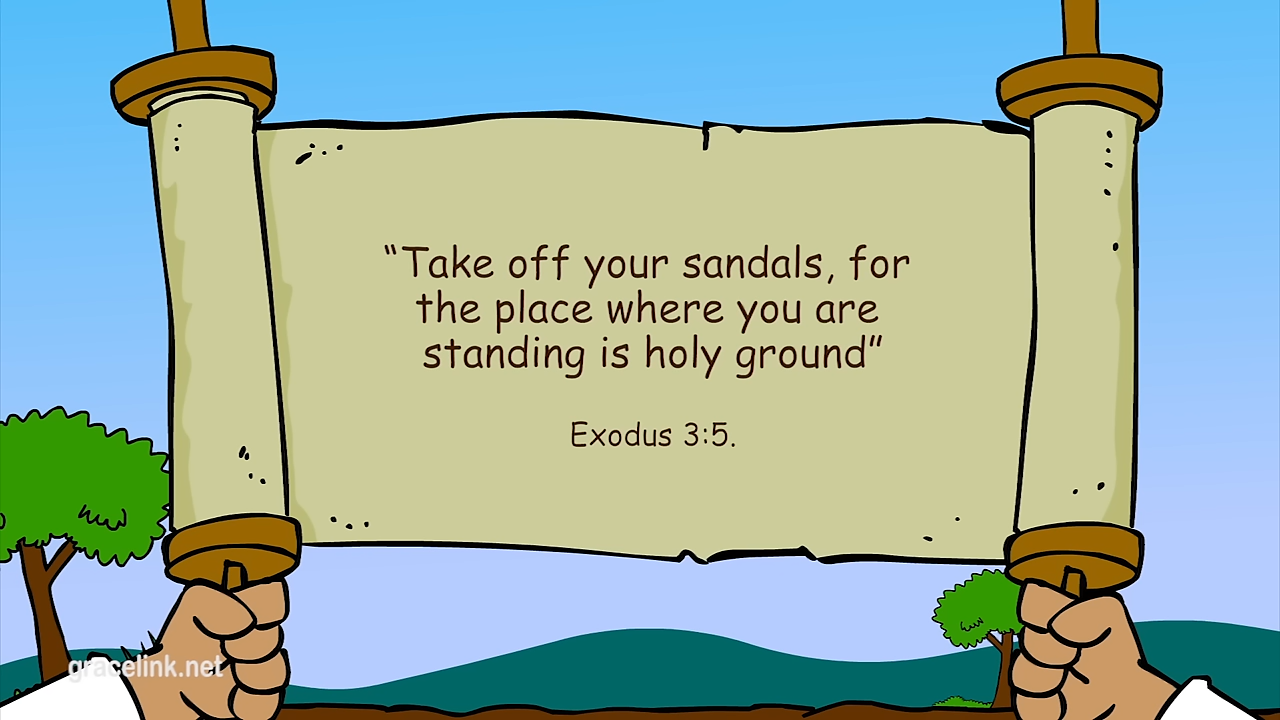 “Take off your sandals, for
the place where you are
standing is holy ground”
Exodus 3:5.
gracelink.net